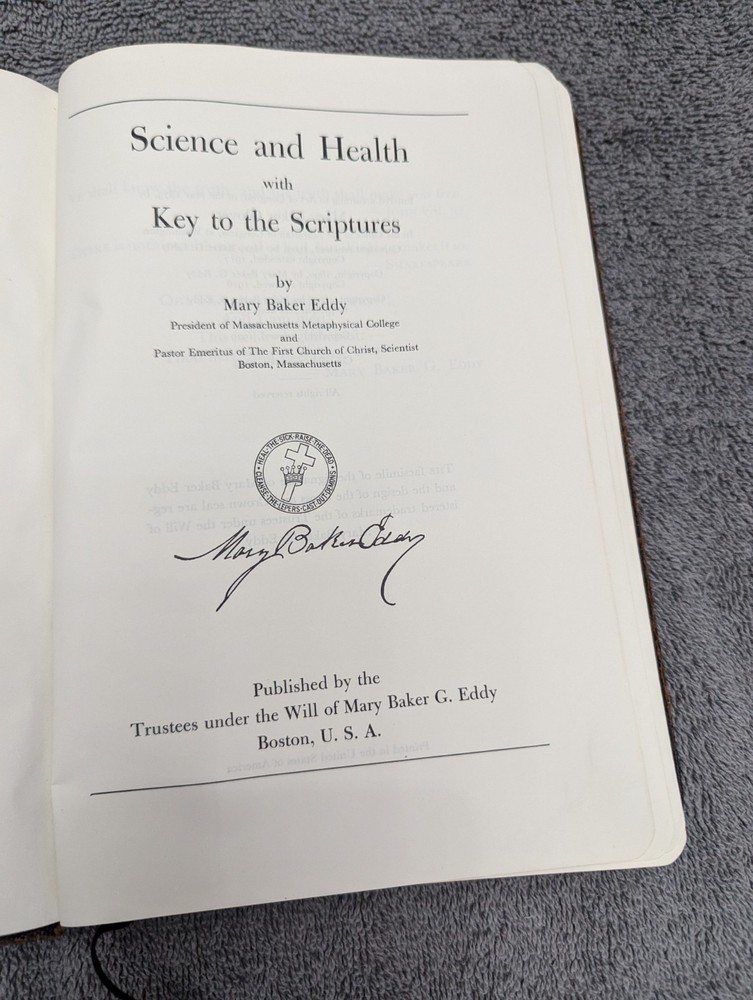 Science and Health
with
Key to the Scriptures
by
Mary Baker Eddy
President of Massachusetts Metaphysical College
and
Pastor Emeritus of The First Church of Christ, Scientist
Boston, Massachusetts
HEAL·THE·SICK·RAISE·THE·DEAD·
CLEANSE·THE·LEPERS·CAST·OUT·DEMONS
Mary Baker Eddy
Published by the
Trustees under the Will of Mary Baker G. Eddy
Boston, U. S. A.